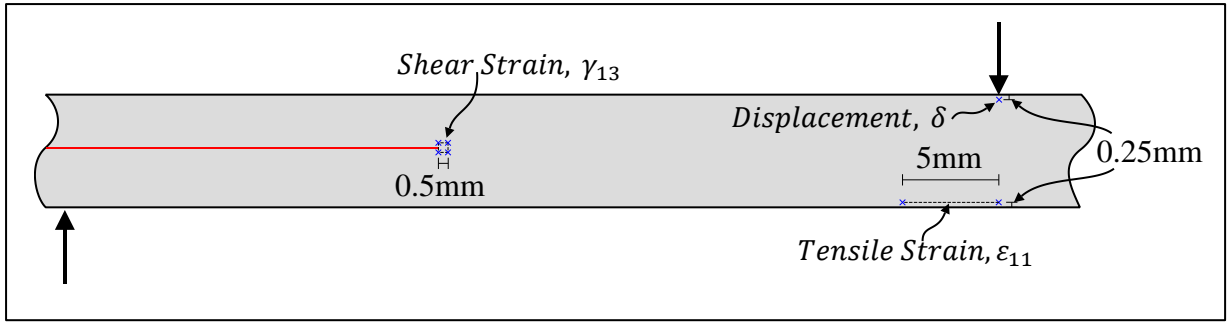 Shear Strain, γ₁₃
Displacement, δ
5mm
0.25mm
0.5mm
Tensile Strain, ε₁₁